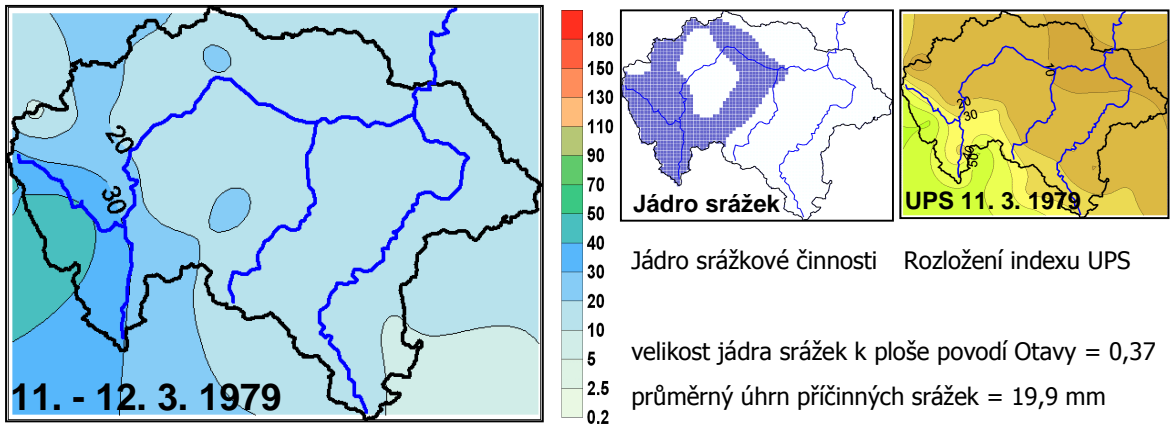 20
30
11. - 12. 3. 1979
180
150
130
110
90
70
50
40
30
20
10
5
2.5
0.2
Jádro srážek
10
20
30
50
UPS 11. 3. 1979
Jádro srážkové činnosti
Rozložení indexu UPS
velikost jádra srážek k ploše povodí Otavy = 0,37
průměrný úhrn příčinných srážek = 19,9 mm